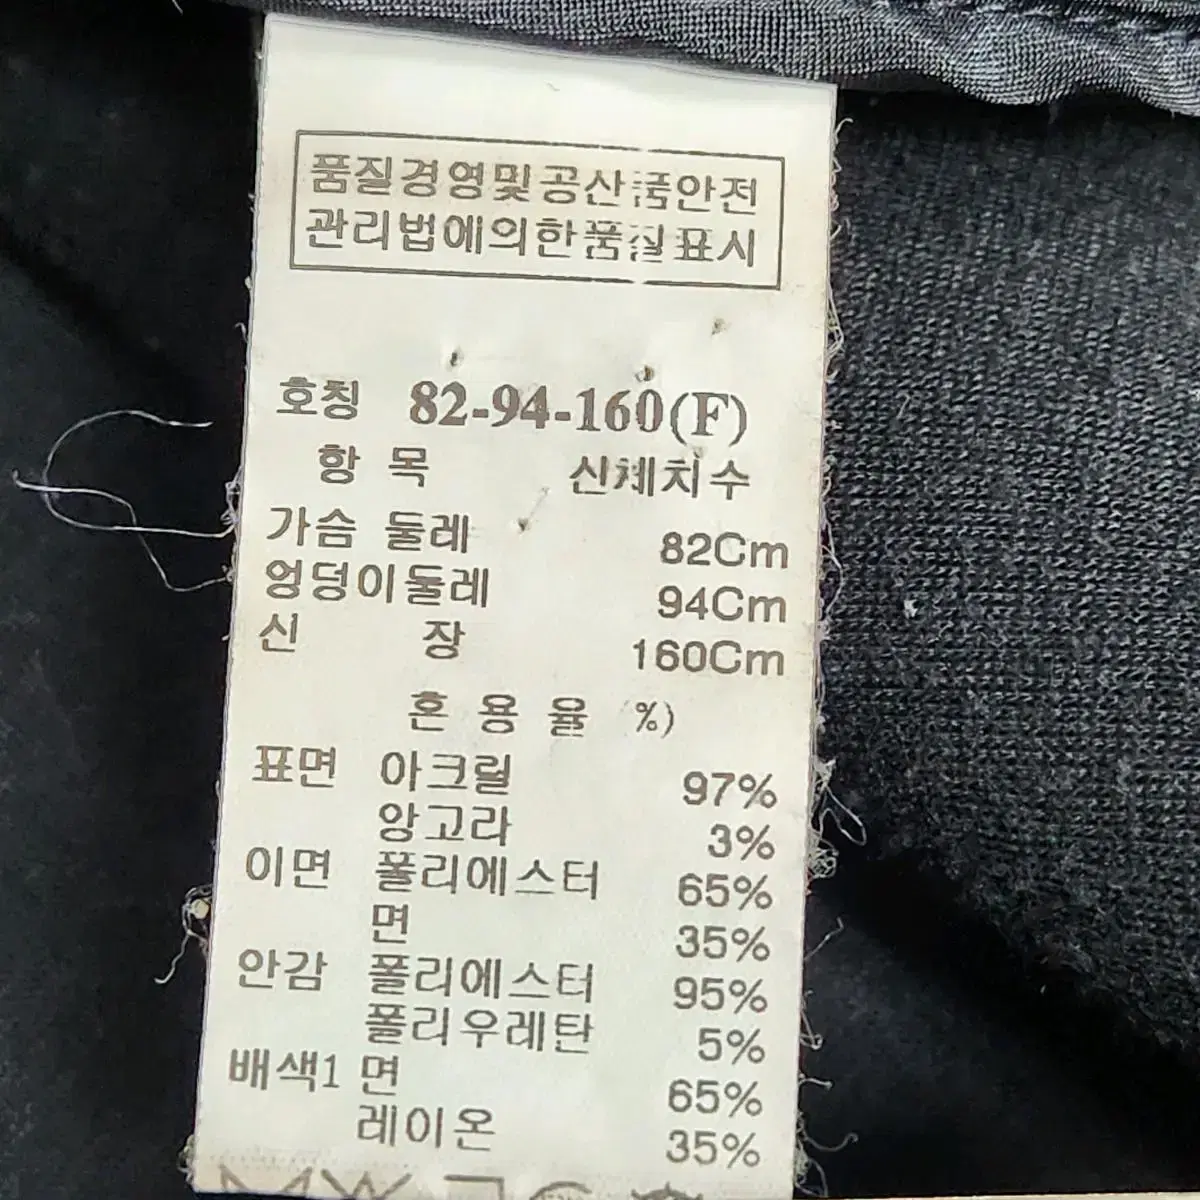 품질경영및공산품안전
관리법에의한품질표시
호칭 82-94-160(F)
항 목 신체치수
가슴 둘레 82Cm
엉덩이둘레 94Cm
신 장 160Cm
혼 용 율 %)
표면 아크릴 97%
앙고라 3%
이면 폴리에스터 65%
면 35%
안감 폴리에스터 95%
폴리우레탄 5%
배색1 면 65%
레이온 35%